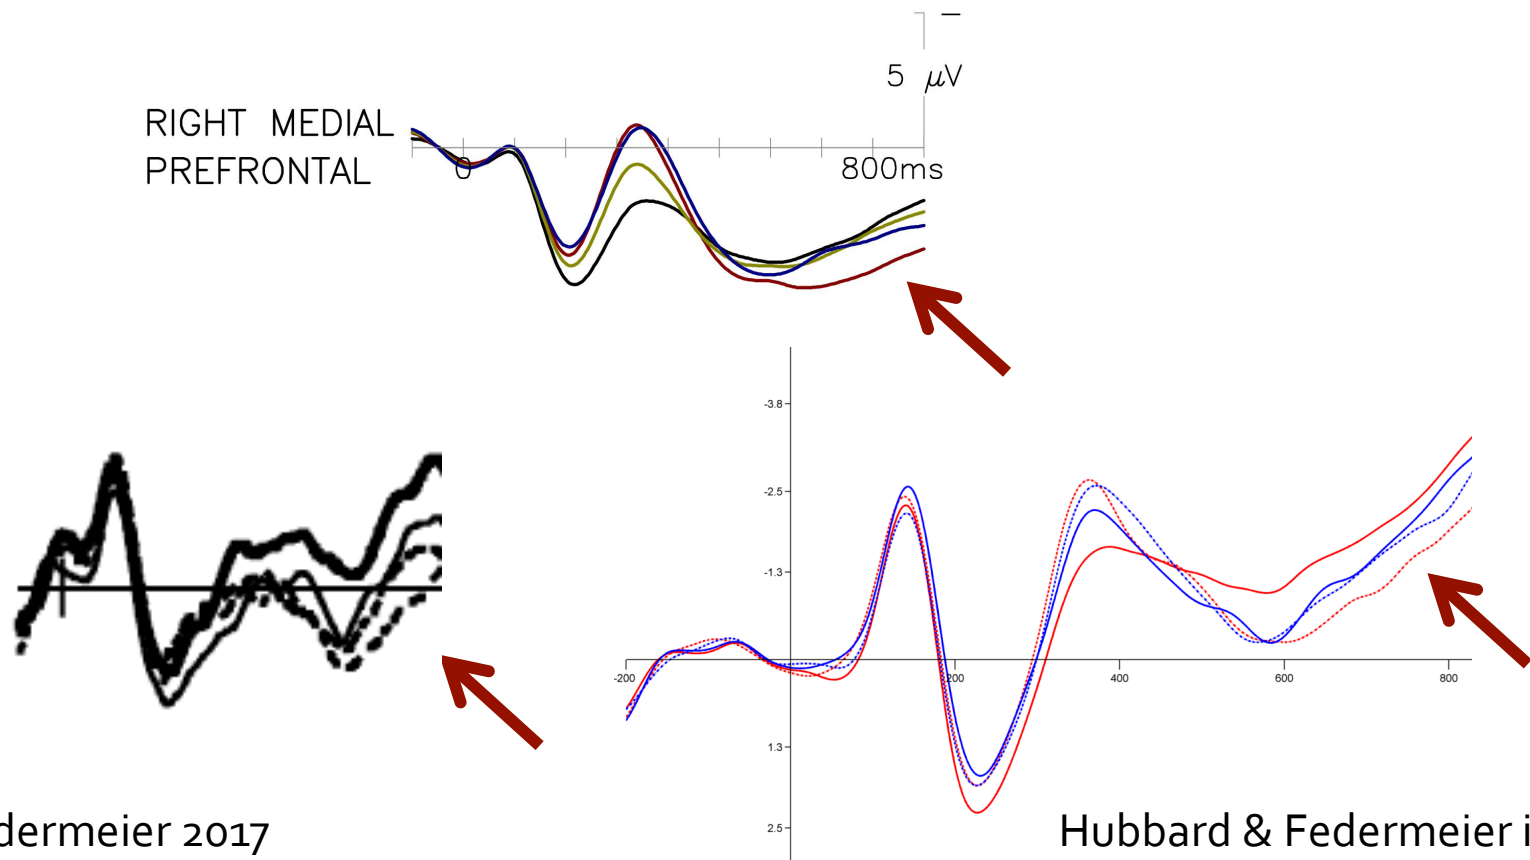 5 μV
RIGHT MEDIAL
PREFRONTAL
0
800ms
-3.8
-2.5
-1.3
-200
200
400
600
800
1.3
2.5
dermeier 2017
Hubbard & Federmeier i